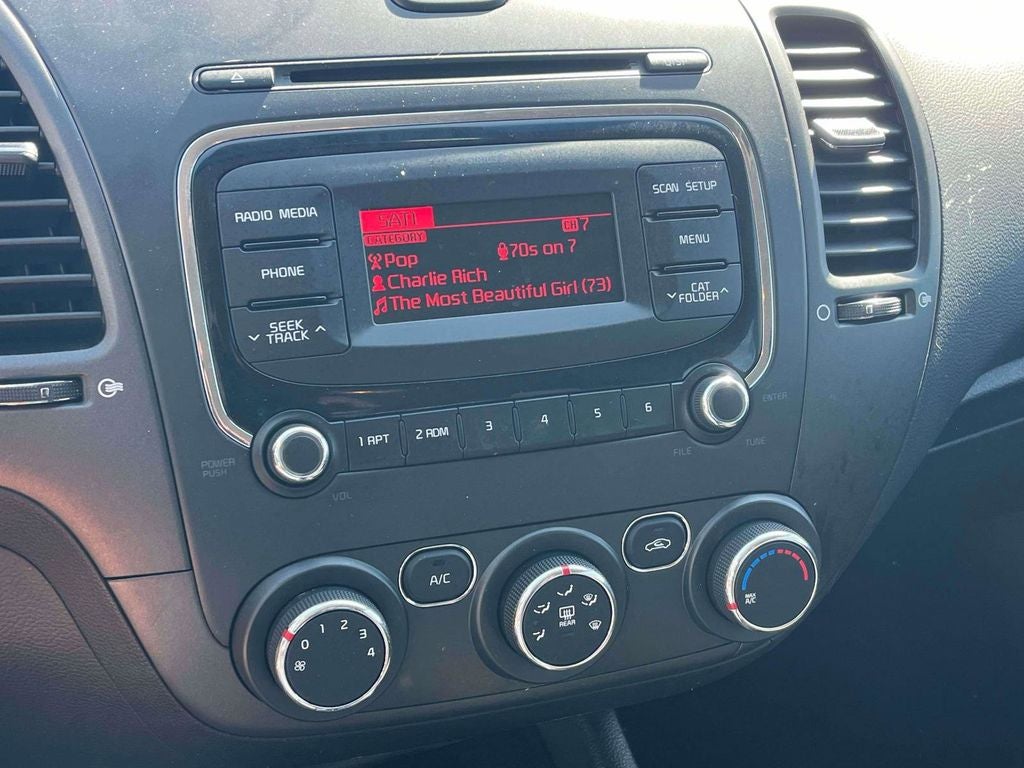 DISP
RADIO MEDIA
PHONE
SEEK
TRACK
SAT1
CH 7
CATEGORY
Pop
70s on 7
Charlie Rich
The Most Beautiful Girl (73)
SCAN SETUP
MENU
CAT
FOLDER
1 RPT
2 RDM
3
4
5
6
POWER
PUSH
VOL
ENTER
FILE
TUNE
A/C
0 1 2 3 4
REAR
MAX
A/C